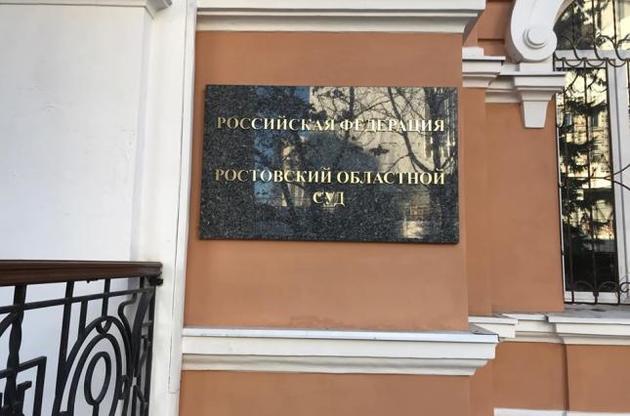 РОССИЙСКАЯ ФЕДЕРАЦИЯ
РОСТОВСКИЙ ОБЛАСТНОЙ
СУД